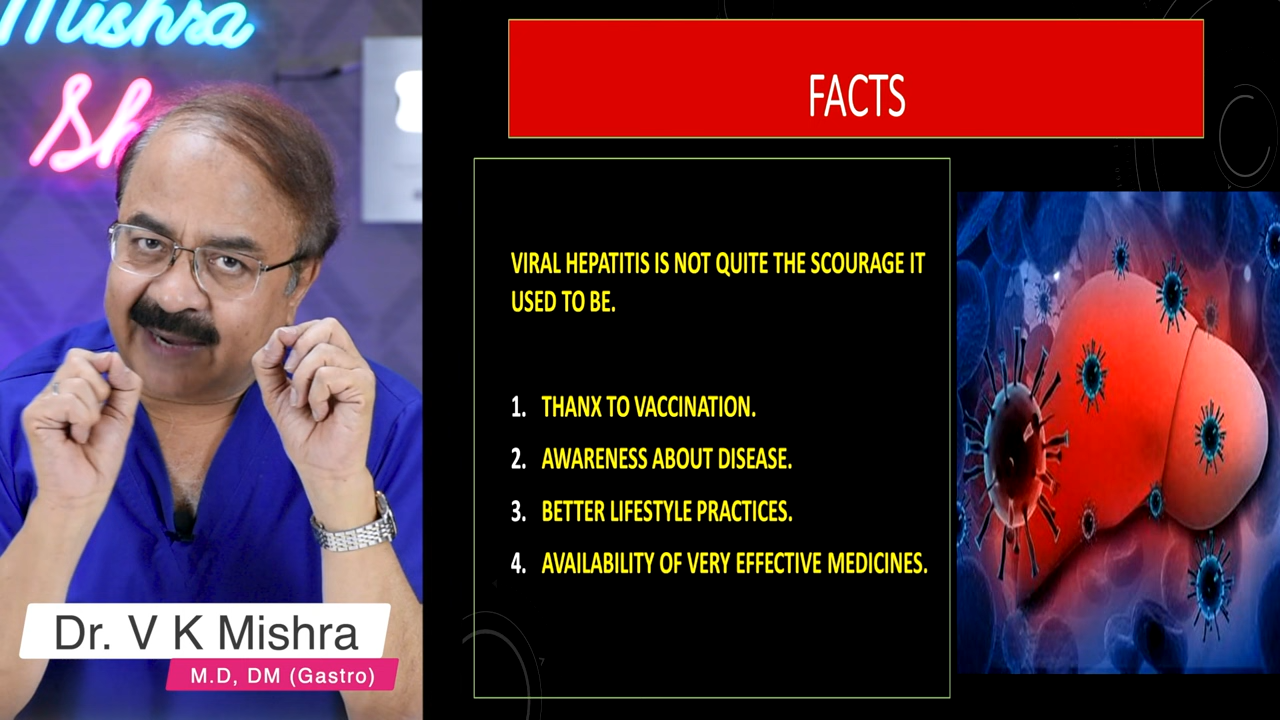 Mishra
Sh
Dr. V K Mishra
M.D, DM (Gastro)
FACTS
VIRAL HEPATITIS IS NOT QUITE THE SCOURAGE IT
USED TO BE.
1. THANX TO VACCINATION.
2. AWARENESS ABOUT DISEASE.
3. BETTER LIFESTYLE PRACTICES.
4. AVAILABILITY OF VERY EFFECTIVE MEDICINES.